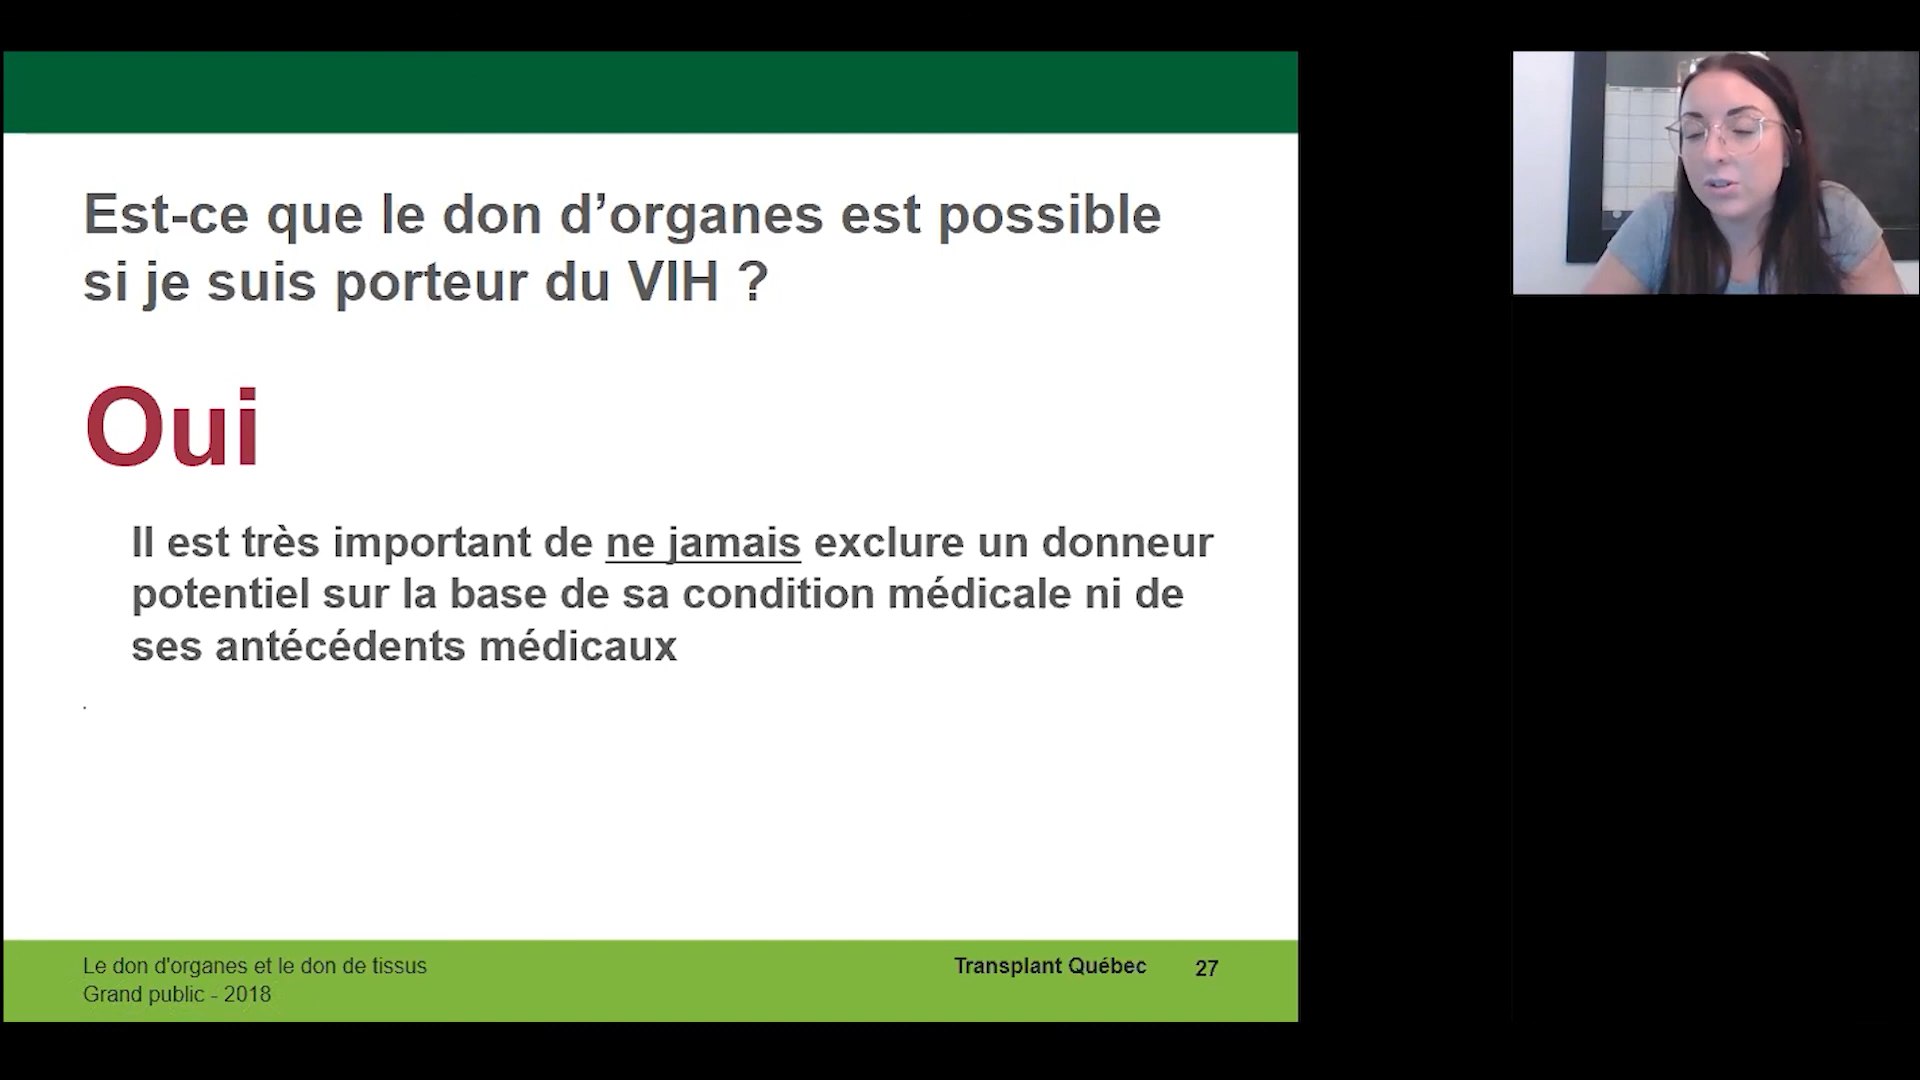 Est-ce que le don d’organes est possible
si je suis porteur du VIH ?
Oui
Il est très important de ne jamais exclure un donneur
potentiel sur la base de sa condition médicale ni de
ses antécédents médicaux
.
Le don d'organes et le don de tissus
Grand public - 2018
Transplant Québec
27